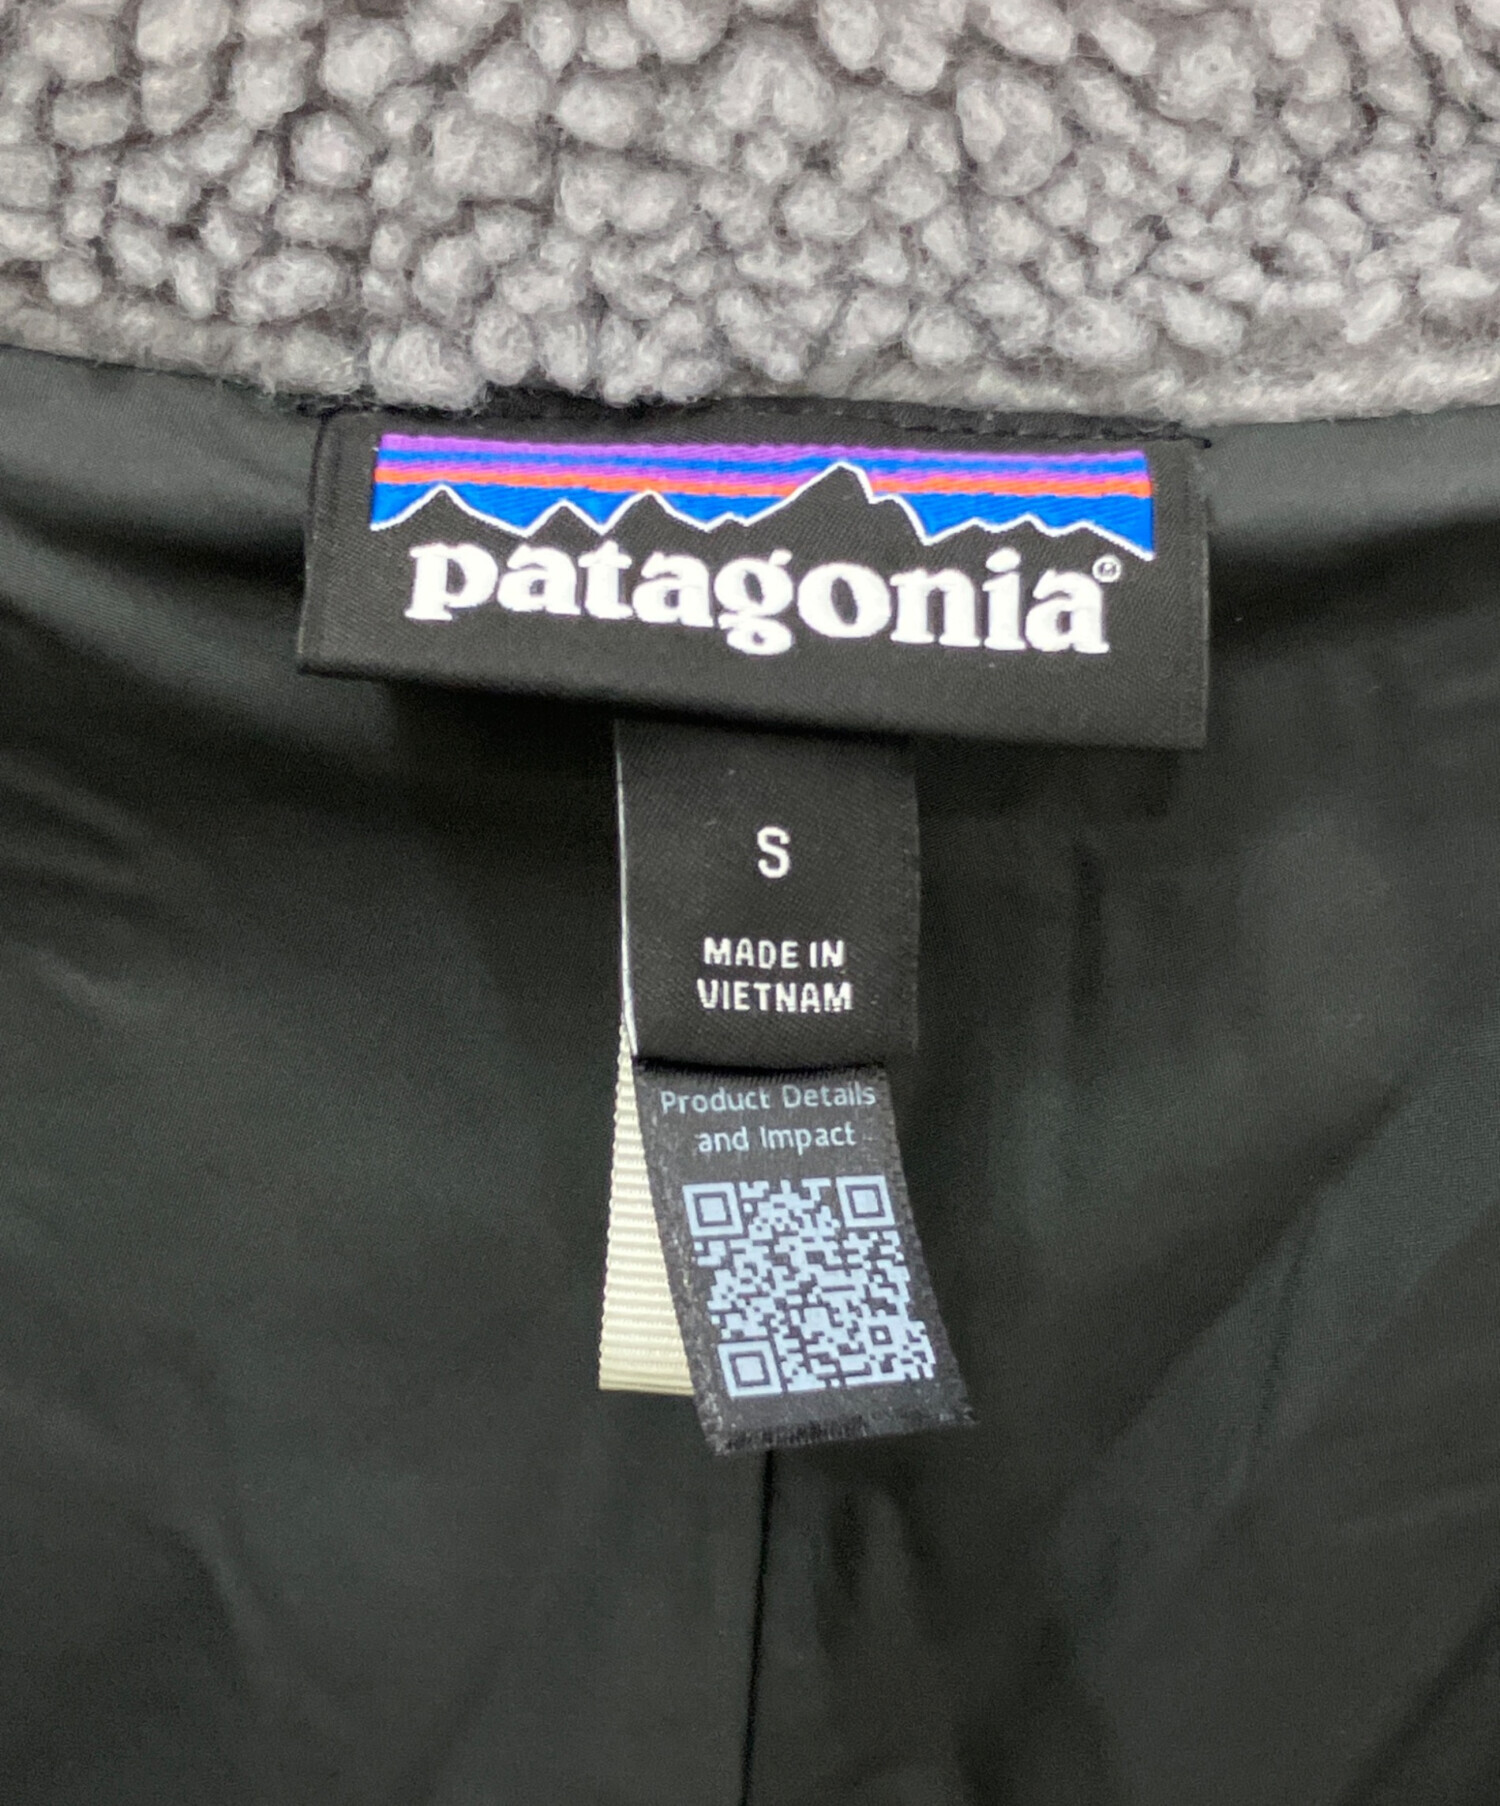 patagonia®
S
MADE IN
VIETNAM
Product Details
and Impact